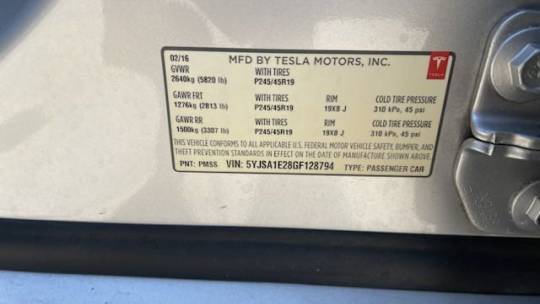 02/16 MFD BY TESLA MOTORS, INC.
GVWR WITH TIRES
2640kg (5820 lb) P245/45R19
TESLA
GAWR FRT WITH TIRES RIM COLD TIRE PRESSURE
1276kg (2813 lb) P245/45R19 19X8 J 310 kPa, 45 psi
GAWR RR WITH TIRES RIM COLD TIRE PRESSURE
1500kg (3307 lb) P245/45R19 19X8 J 310 kPa, 45 psi
THIS VEHICLE CONFORMS TO ALL APPLICABLE U.S. FEDERAL MOTOR VEHICLE SAFETY, BUMPER, AND
THEFT PREVENTION STANDARDS IN EFFECT ON THE DATE OF MANUFACTURE SHOWN ABOVE.
PNT: PMSS VIN: 5YJSA1E28GF128794 TYPE: PASSENGER CAR